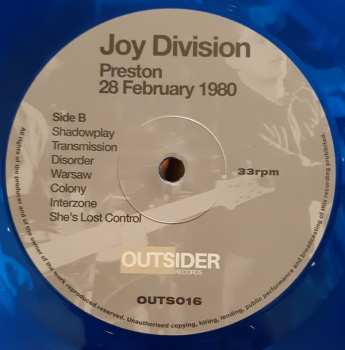 Joy Division
Preston
28 February 1980
Side B
Shadowplay
Transmission
Disorder
Warsaw
Colony
Interzone
She's Lost Control
33rpm
OUTSIDER
RECORDS
OUTS016
All rights of the producer and of the owner of the work reproduced reserved. Unauthorised copying, hiring, lending, public performance and broadcasting of this recording prohibited